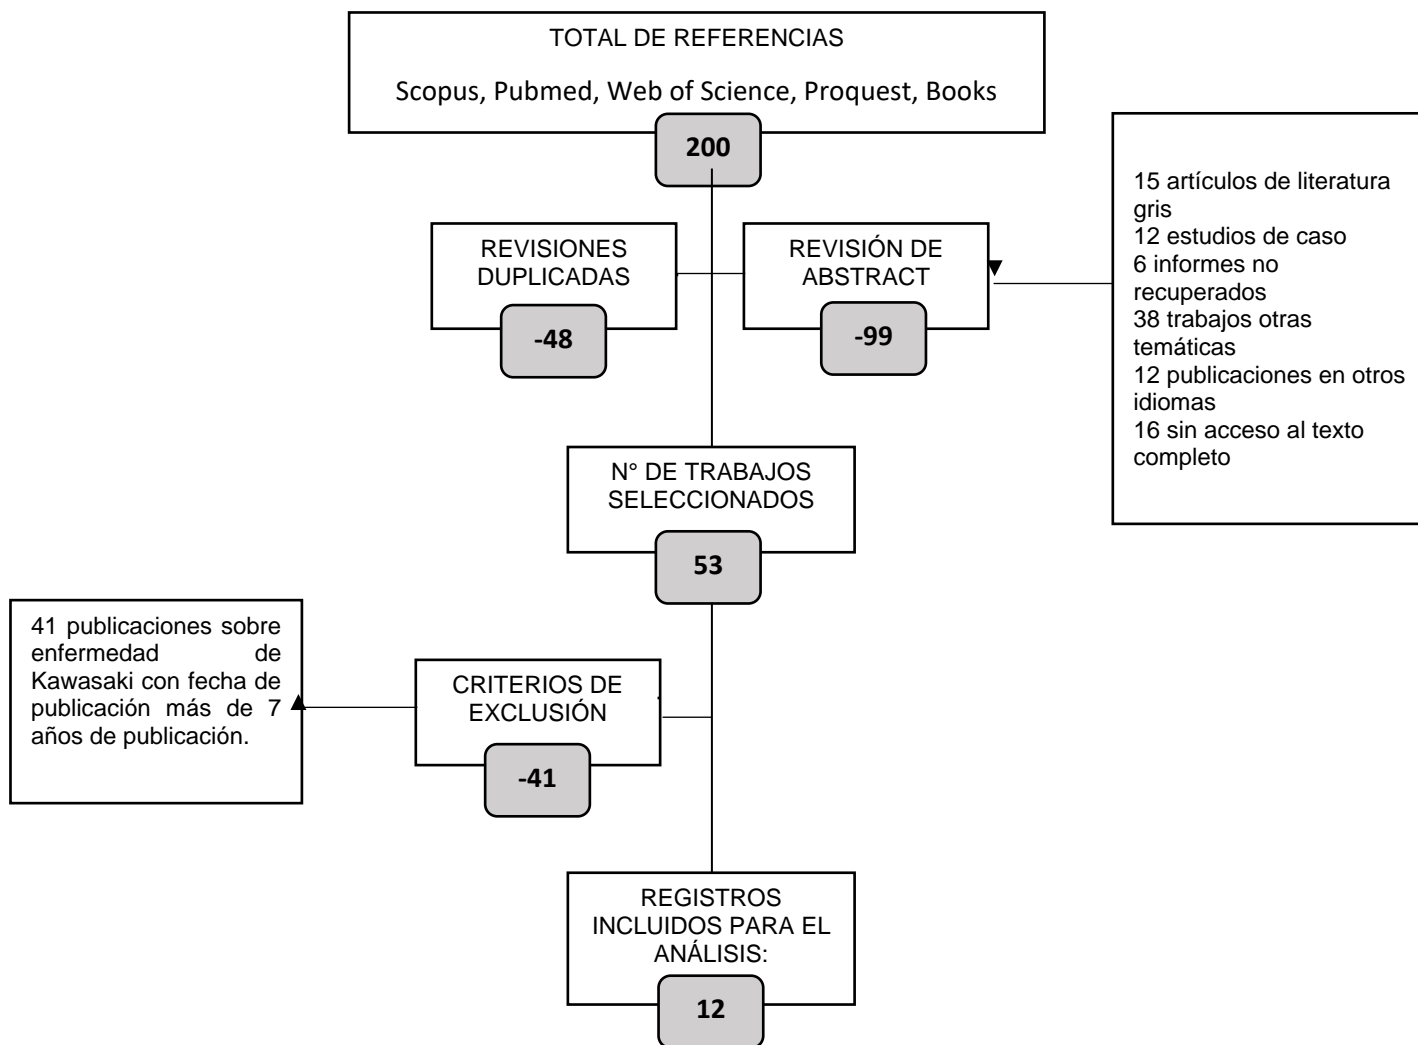 TOTAL DE REFERENCIAS
Scopus, Pubmed, Web of Science, Proquest, Books
200
REVISIONES
DUPLICADAS
-48
REVISIÓN DE
ABSTRACT
-99
15 artículos de literatura
gris
12 estudios de caso
6 informes no
recuperados
38 trabajos otras
temáticas
12 publicaciones en otros
idiomas
16 sin acceso al texto
completo
N° DE TRABAJOS
SELECCIONADOS
53
41 publicaciones sobre
enfermedad de
Kawasaki con fecha de
publicación más de 7
años de publicación.
CRITERIOS DE
EXCLUSIÓN
-41
REGISTROS
INCLUIDOS PARA EL
ANÁLISIS:
12